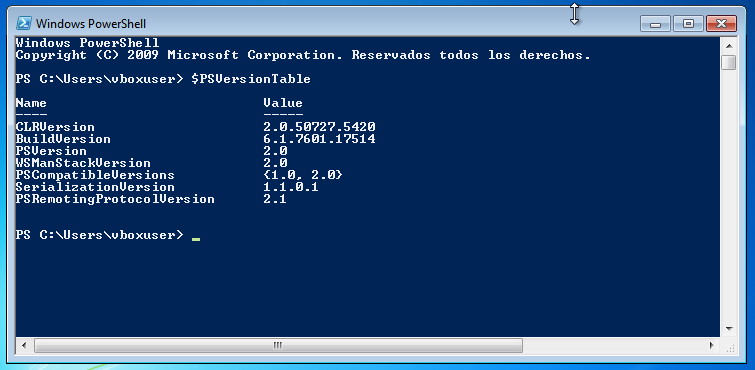 Windows PowerShell
Windows PowerShell
Copyright (C) 2009 Microsoft Corporation. Reservados todos los derechos.
PS C:\Users\vboxuser> $PSVersionTable
Name                           Value
----                           -----
CLRVersion                     2.0.50727.5420
BuildVersion                   6.1.7601.17514
PSVersion                      2.0
WSManStackVersion              2.0
PSCompatibleVersions           {1.0, 2.0}
SerializationVersion           1.1.0.1
PSRemotingProtocolVersion      2.1
PS C:\Users\vboxuser> _